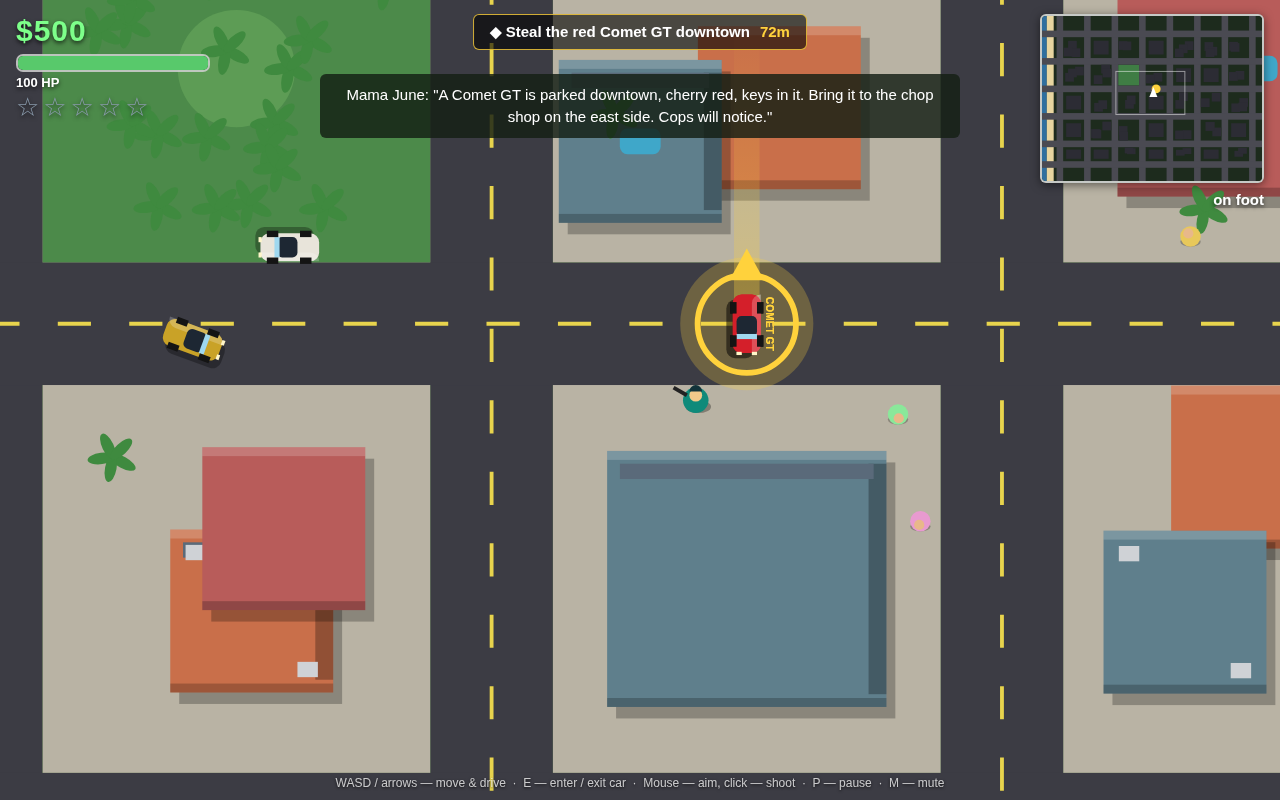 $500
100 HP
◆ Steal the red Comet GT downtown 72m
Mama June: "A Comet GT is parked downtown, cherry red, keys in it. Bring it to the chop
shop on the east side. Cops will notice."
on foot
COMET GT
WASD / arrows — move & drive · E — enter / exit car · Mouse — aim, click — shoot · P — pause · M — mute